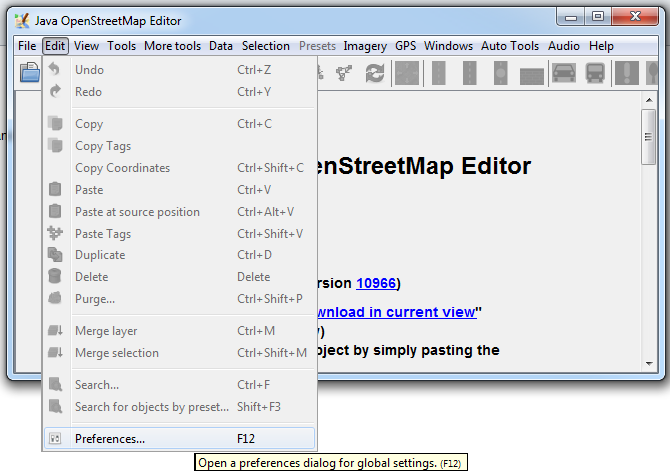 Java OpenStreetMap Editor
File Edit View Tools More tools Data Selection Presets Imagery GPS Windows Auto Tools Audio Help
Undo Ctrl+Z
Redo Ctrl+Y
Copy Ctrl+C
Copy Tags
Copy Coordinates Ctrl+Shift+C
Paste Ctrl+V
Paste at source position Ctrl+Alt+V
Paste Tags Ctrl+Shift+V
Duplicate Ctrl+D
Delete Delete
Purge... Ctrl+Shift+P
Merge layer Ctrl+M
Merge selection Ctrl+Shift+M
Search... Ctrl+F
Search for objects by preset... Shift+F3
Preferences... F12
Open a preferences dialog for global settings. (F12)
enStreetMap Editor
rsion 10966)
wnload in current view"
)
bject by simply pasting the